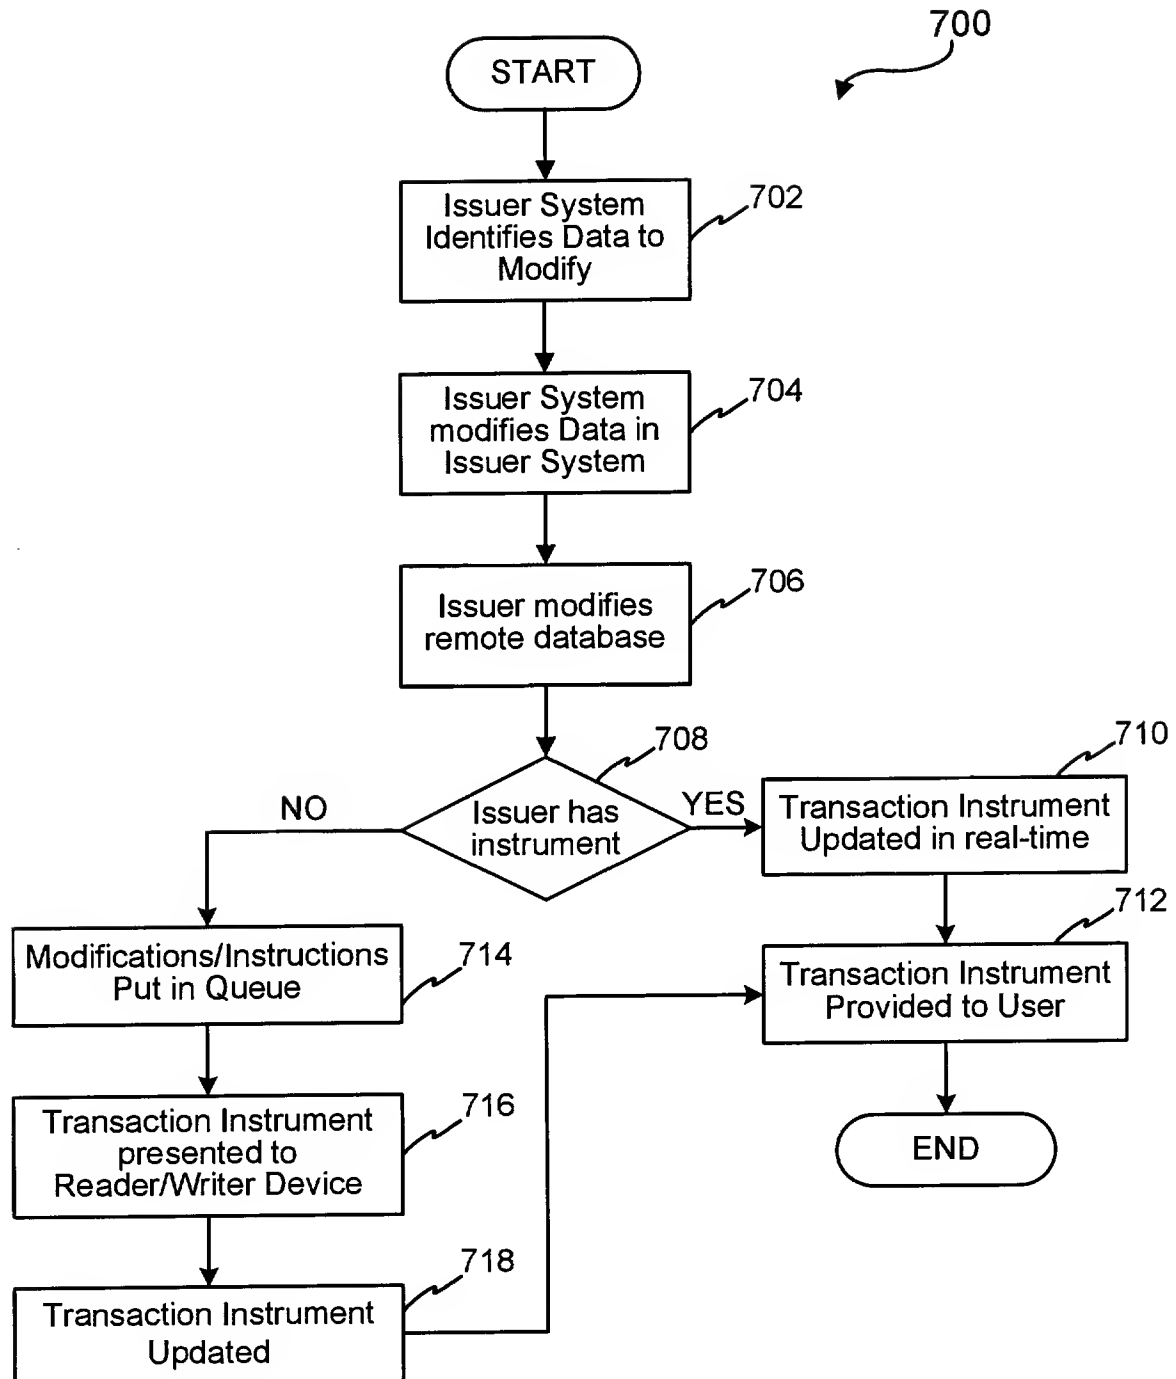 700
START
702
Issuer System
Identifies Data to
Modify
704
Issuer System
modifies Data in
Issuer System
706
Issuer modifies
remote database
708
Issuer has
instrument
NO
YES
710
Transaction Instrument
Updated in real-time
712
Transaction Instrument
Provided to User
END
714
Modifications/Instructions
Put in Queue
716
Transaction Instrument
presented to
Reader/Writer Device
718
Transaction Instrument
Updated